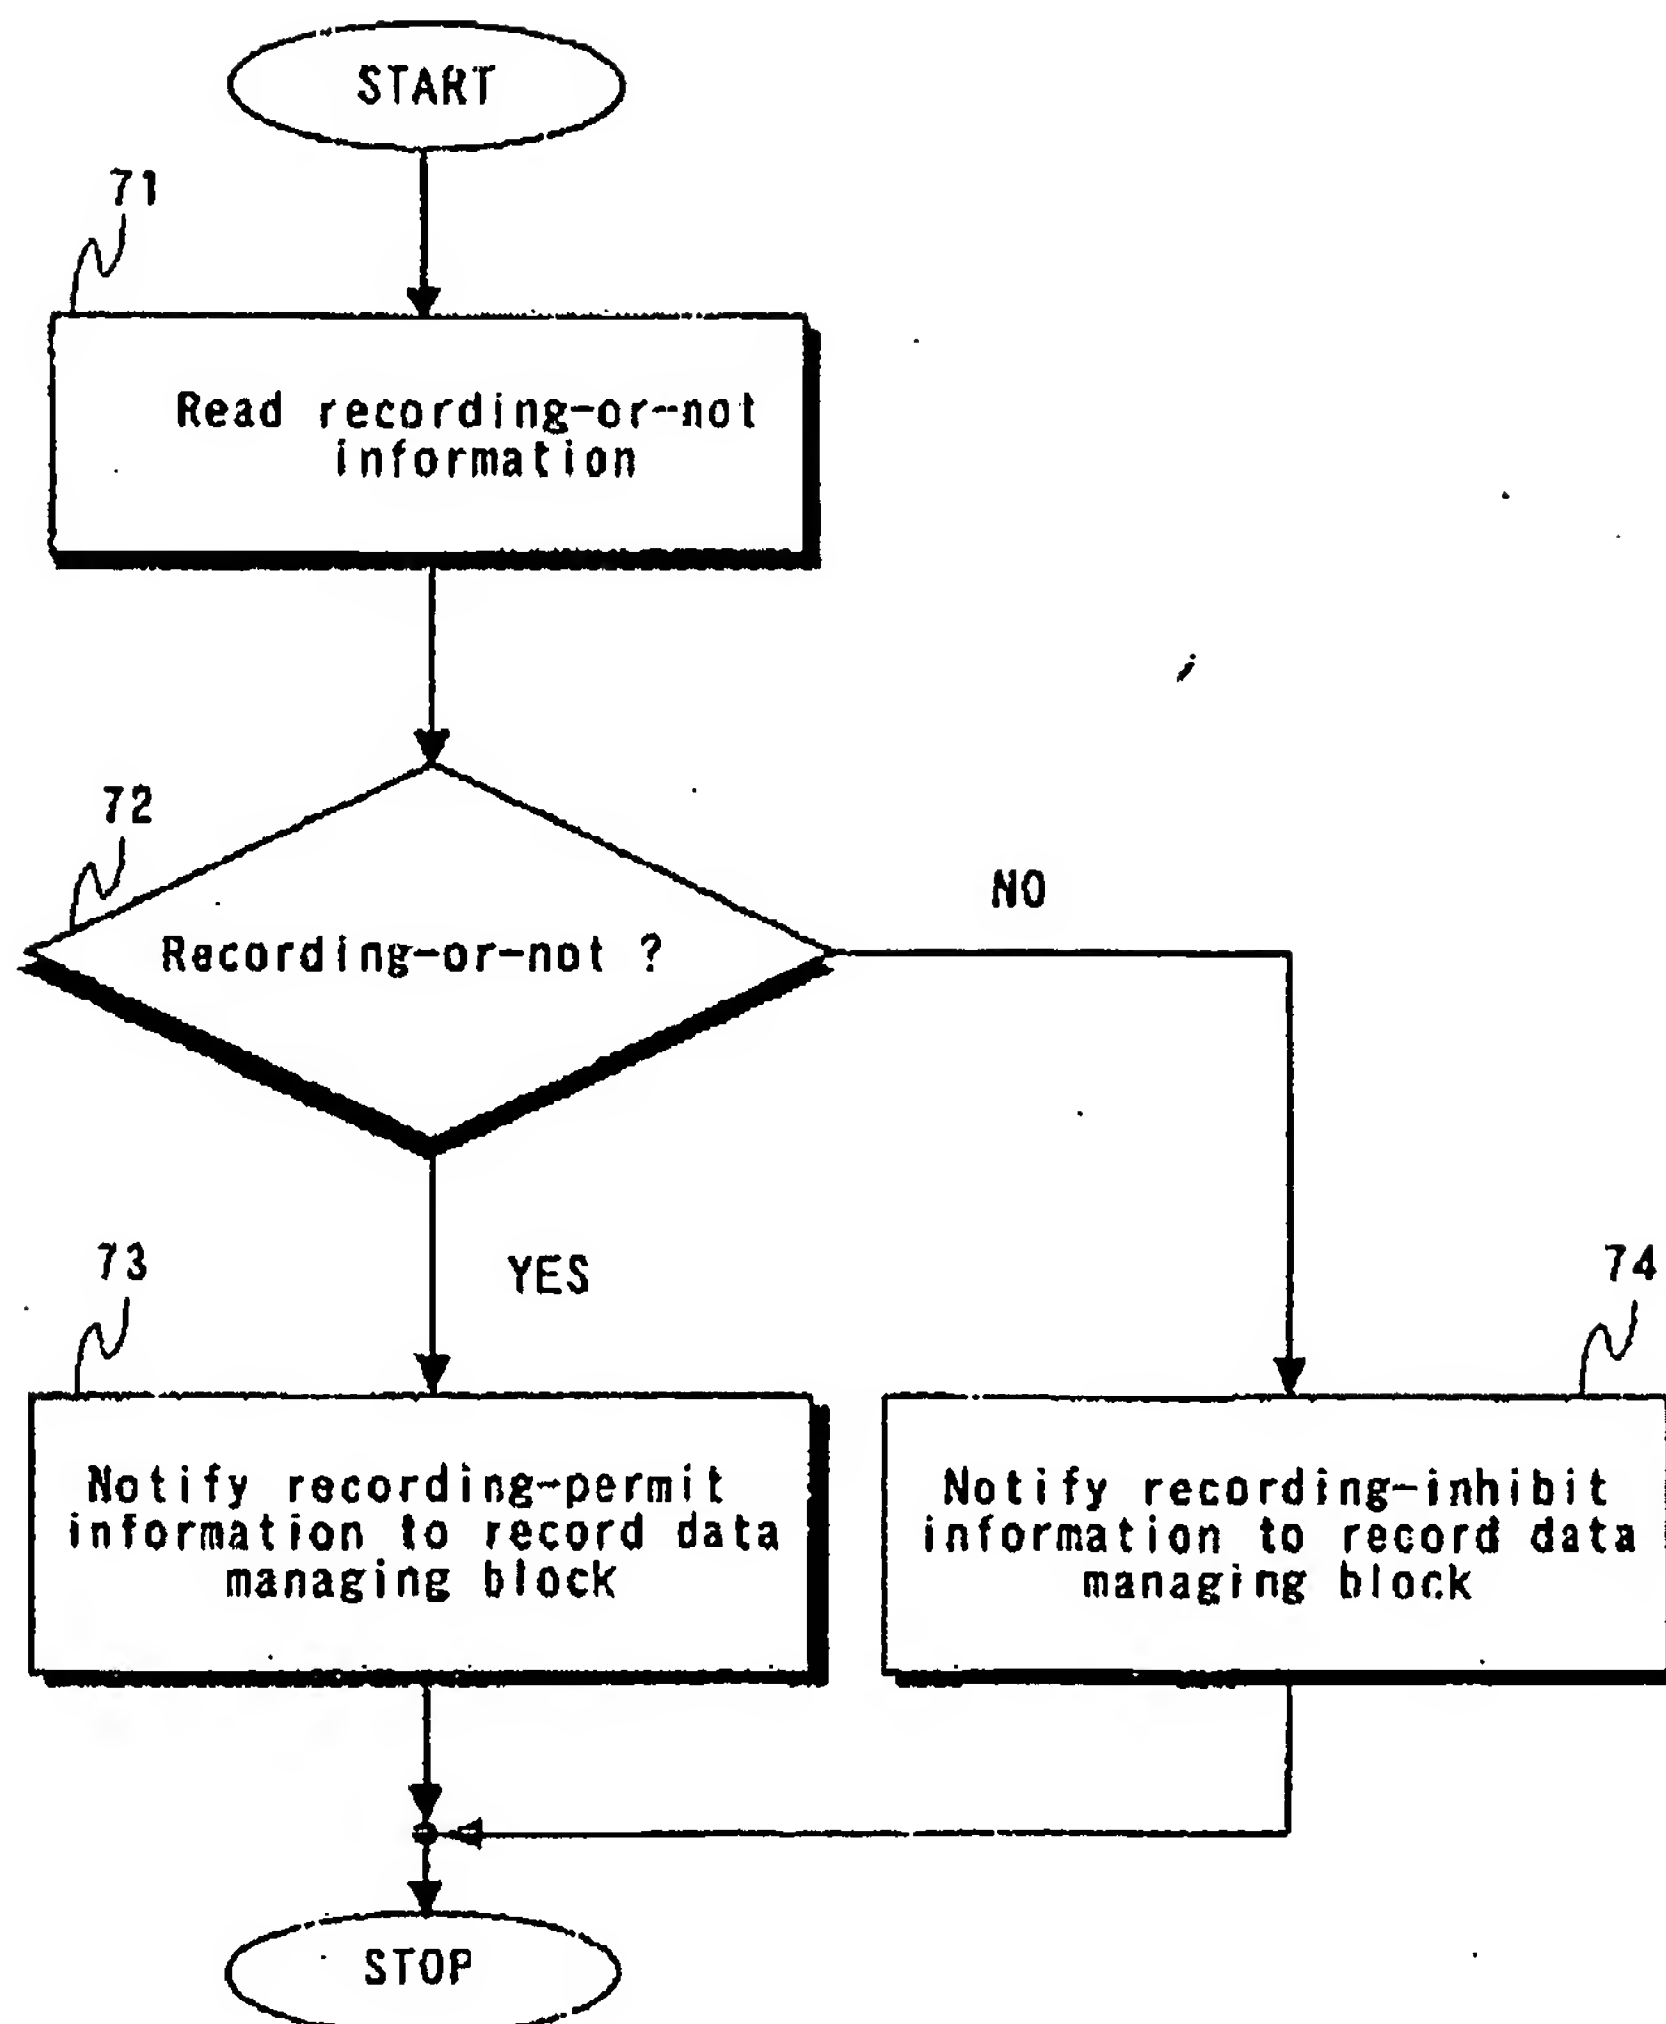 START
71
Read recording-or-not
information
72
Recording-or-not ?
NO
YES
73
Notify recording-permit
information to record data
managing block
74
Notify recording-inhibit
information to record data
managing block
STOP